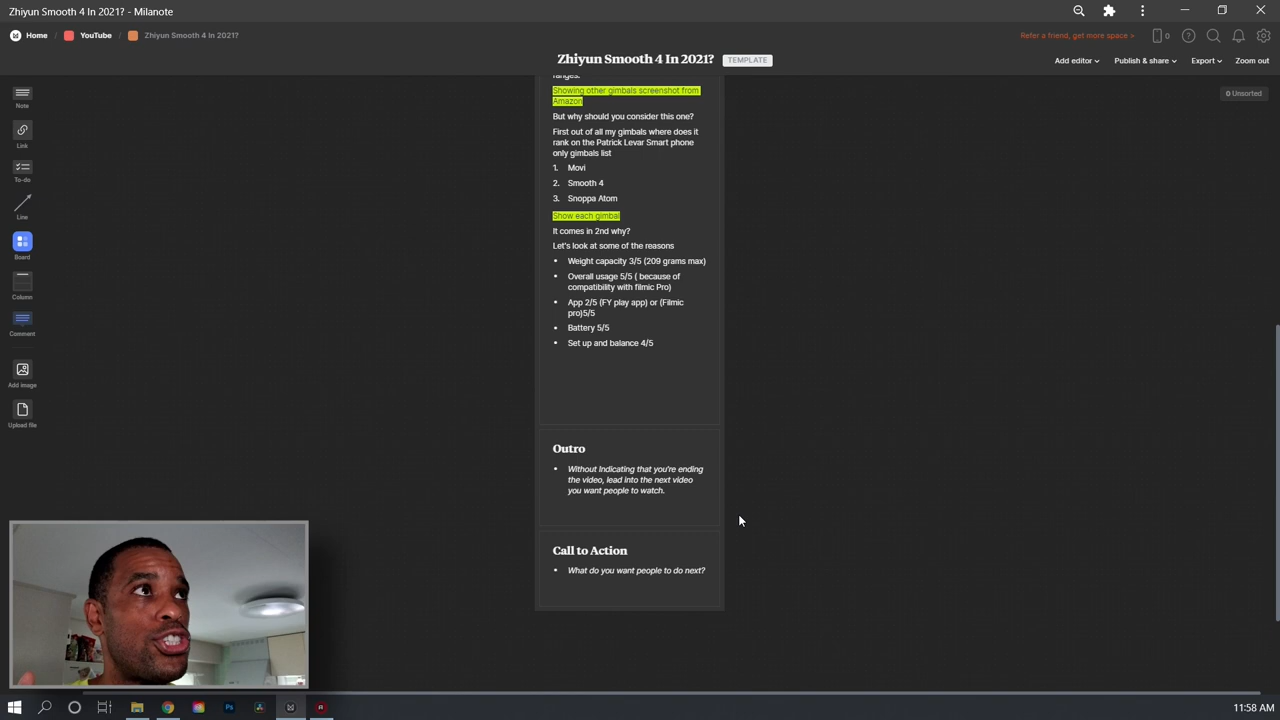 Zhiyun Smooth 4 In 2021? - Milanote
Home / YouTube / Zhiyun Smooth 4 In 2021?
Refer a friend, get more space >
0
Zhiyun Smooth 4 In 2021? TEMPLATE
Add editor
Publish & share
Export
Zoom out
0 Unsorted
Note
Link
To-do
Line
Board
Column
Comment
Add image
Upload file
ranges.
Showing other gimbals screenshot from
Amazon
But why should you consider this one?
First out of all my gimbals where does it
rank on the Patrick Levar Smart phone
only gimbals list
1. Movi
2. Smooth 4
3. Snoppa Atom
Show each gimbal
It comes in 2nd why?
Let's look at some of the reasons
• Weight capacity 3/5 (209 grams max)
• Overall usage 5/5 ( because of
compatibility with filmic Pro)
• App 2/5 (FY play app) or (Filmic
pro)5/5
• Battery 5/5
• Set up and balance 4/5
Outro
• Without Indicating that you're ending
the video, lead into the next video
you want people to watch.
Call to Action
• What do you want people to do next?
Ps
11:58 AM